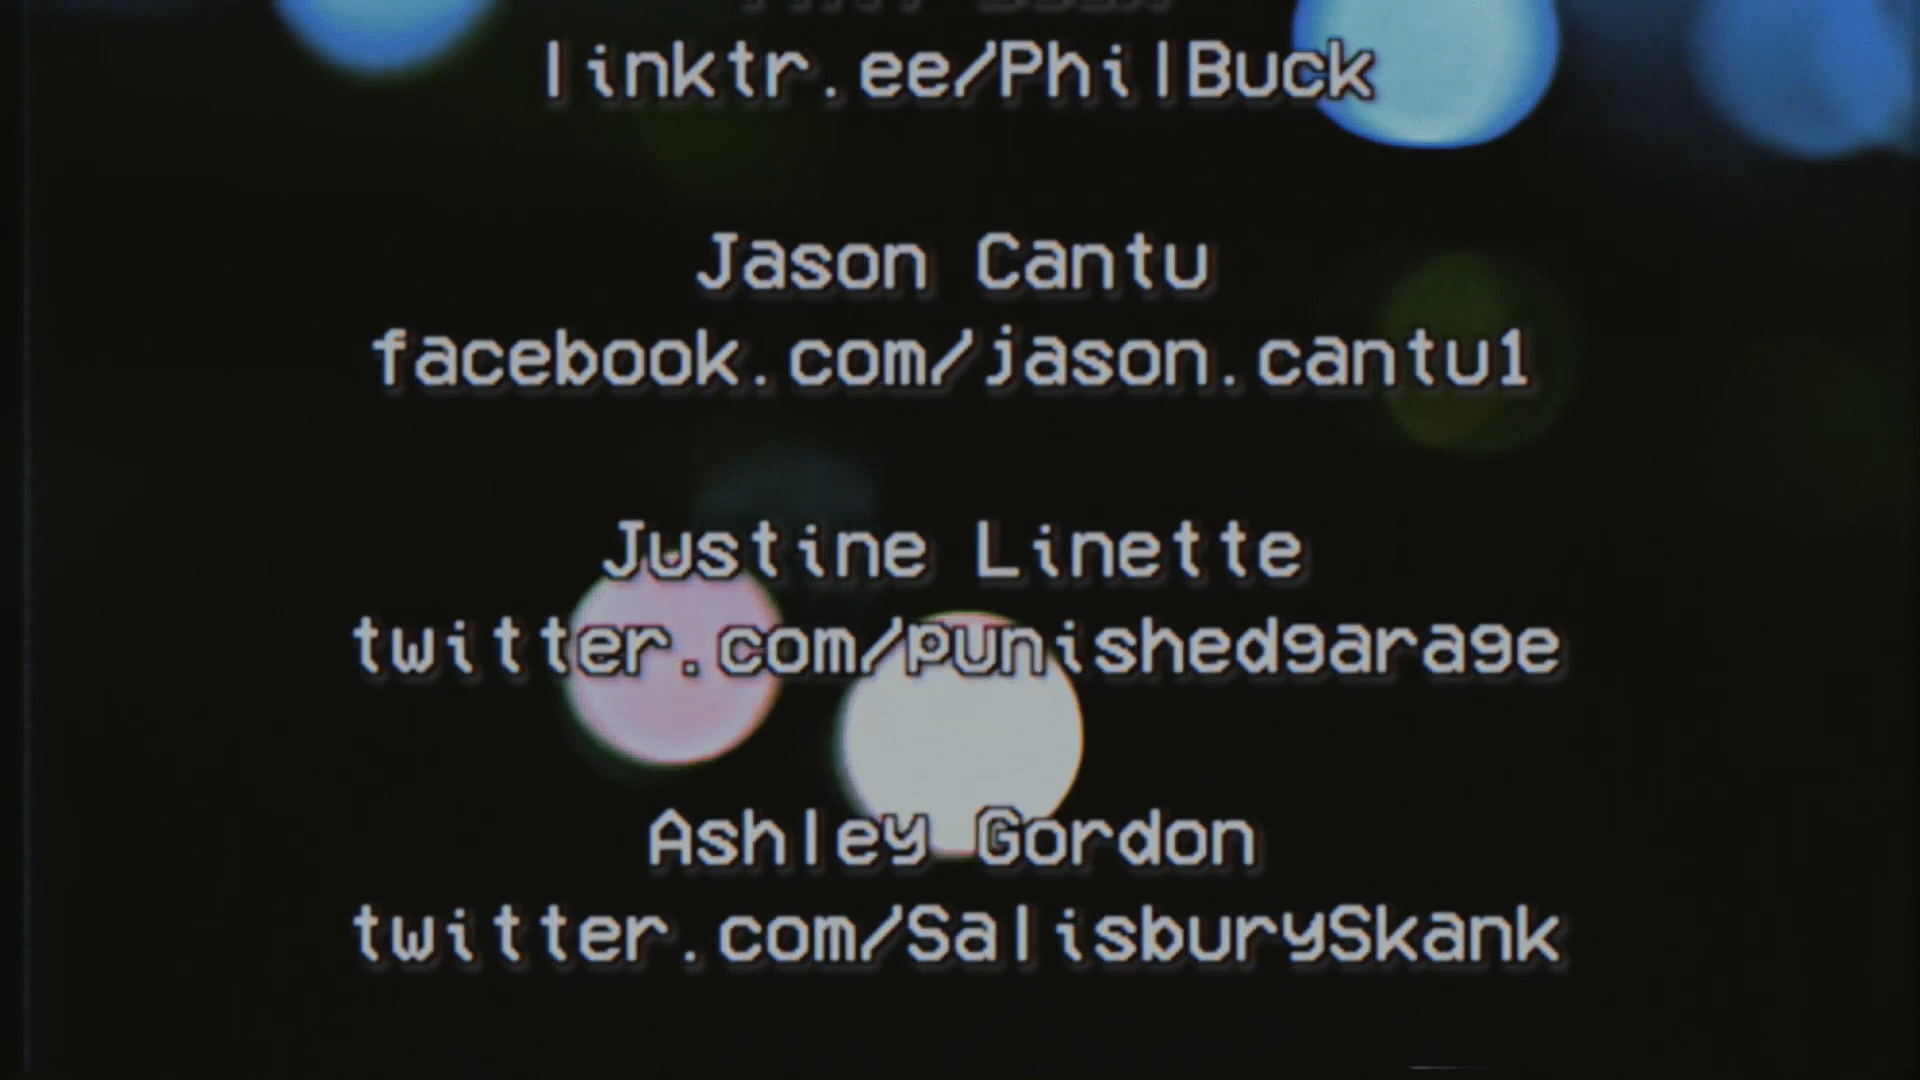 linktr.ee/PhilBuck
Jason Cantu
facebook.com/jason.cantu1
Justine Linette
twitter.com/punishedgarage
Ashley Gordon
twitter.com/SalisburySkank